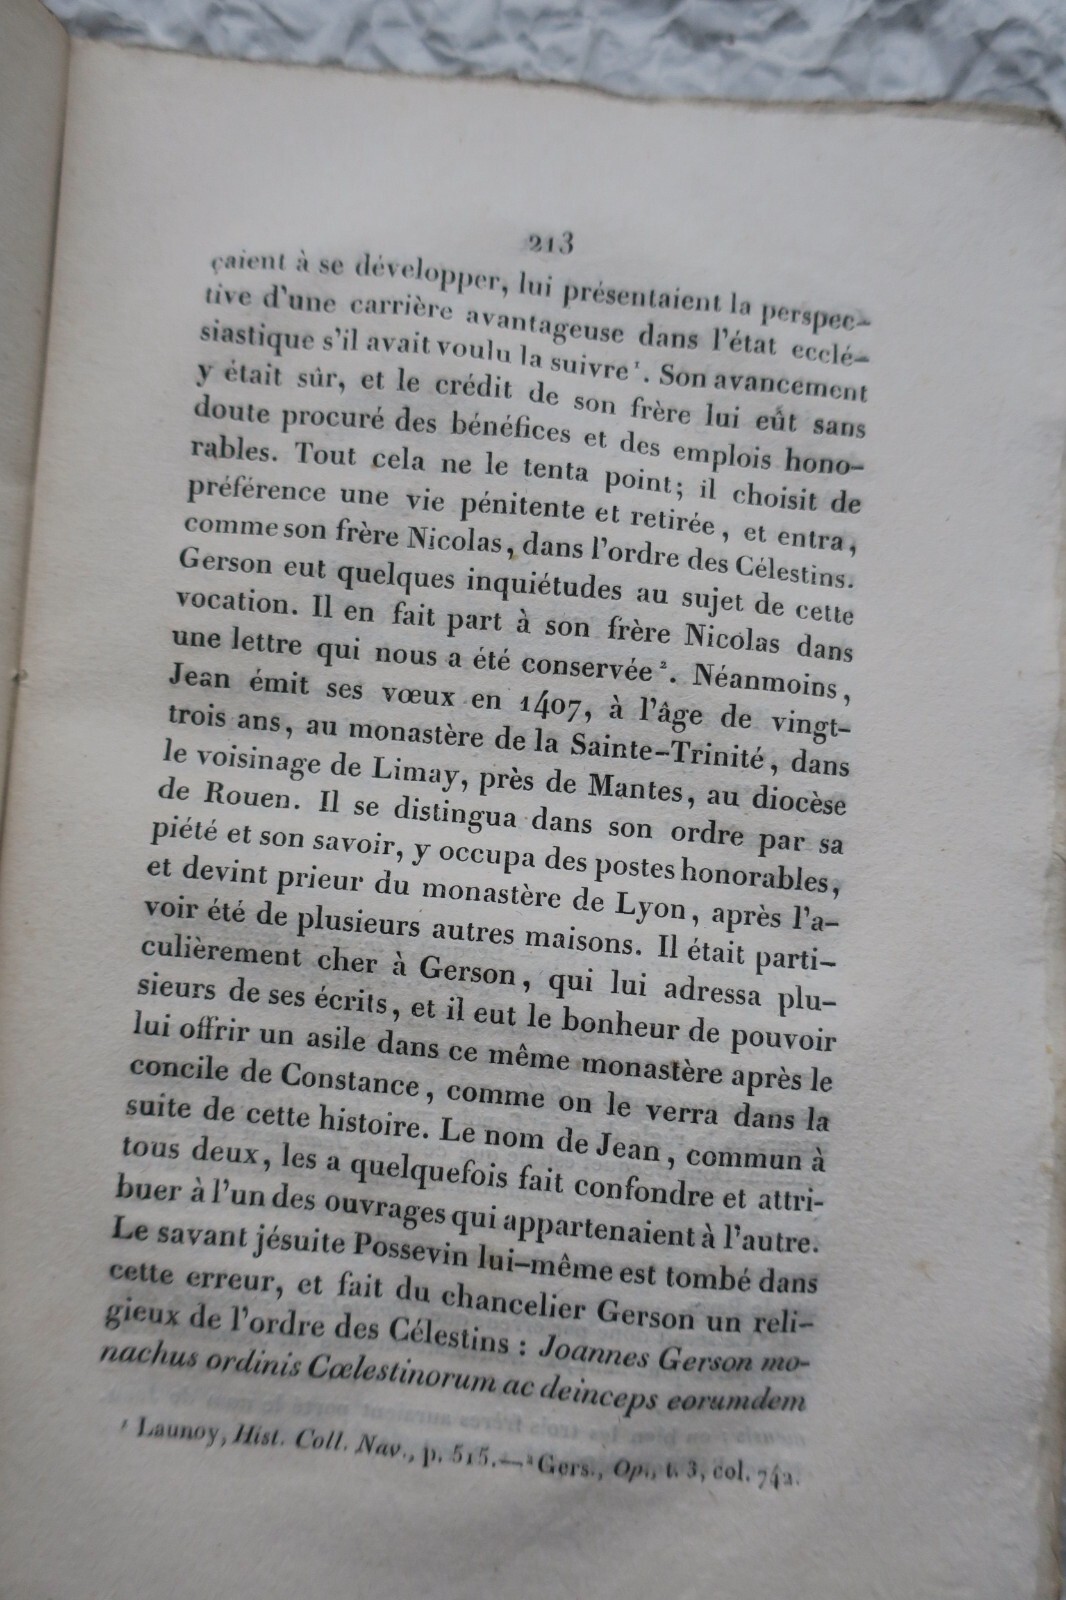 213
çaient à se développer, lui présentaient la perspec-
tive d'une carrière avantageuse dans l'état ecclé-
siastique s'il avait voulu la suivre ¹. Son avancement
y était sûr, et le crédit de son frère lui eût sans
doute procuré des bénéfices et des emplois hono-
rables. Tout cela ne le tenta point; il choisit de
préférence une vie pénitente et retirée, et entra,
comme son frère Nicolas, dans l'ordre des Célestins.
Gerson eut quelques inquiétudes au sujet de cette
vocation. Il en fait part à son frère Nicolas dans
une lettre qui nous a été conservée ². Néanmoins,
Jean émit ses vœux en 1407, à l'âge de vingt-
trois ans, au monastère de la Sainte-Trinité, dans
le voisinage de Limay, près de Mantes, au diocèse
de Rouen. Il se distingua dans son ordre par sa
piété et son savoir, y occupa des postes honorables,
et devint prieur du monastère de Lyon, après l'a-
voir été de plusieurs autres maisons. Il était parti-
culièrement cher à Gerson, qui lui adressa plu-
sieurs de ses écrits, et il eut le bonheur de pouvoir
lui offrir un asile dans ce même monastère après le
concile de Constance, comme on le verra dans la
suite de cette histoire. Le nom de Jean, commun à
tous deux, les a quelquefois fait confondre et attri-
buer à l'un des ouvrages qui appartenaient à l'autre.
Le savant jésuite Possevin lui-même est tombé dans
cette erreur, et fait du chancelier Gerson un reli-
gieux de l'ordre des Célestins : Joannes Gerson mo-
nachus ordinis Cœlestinorum ac deinceps eorumdem
¹ Launoy, Hist. Coll. Nav., p. 515.—² Gers., Op., t. 3, col. 742.